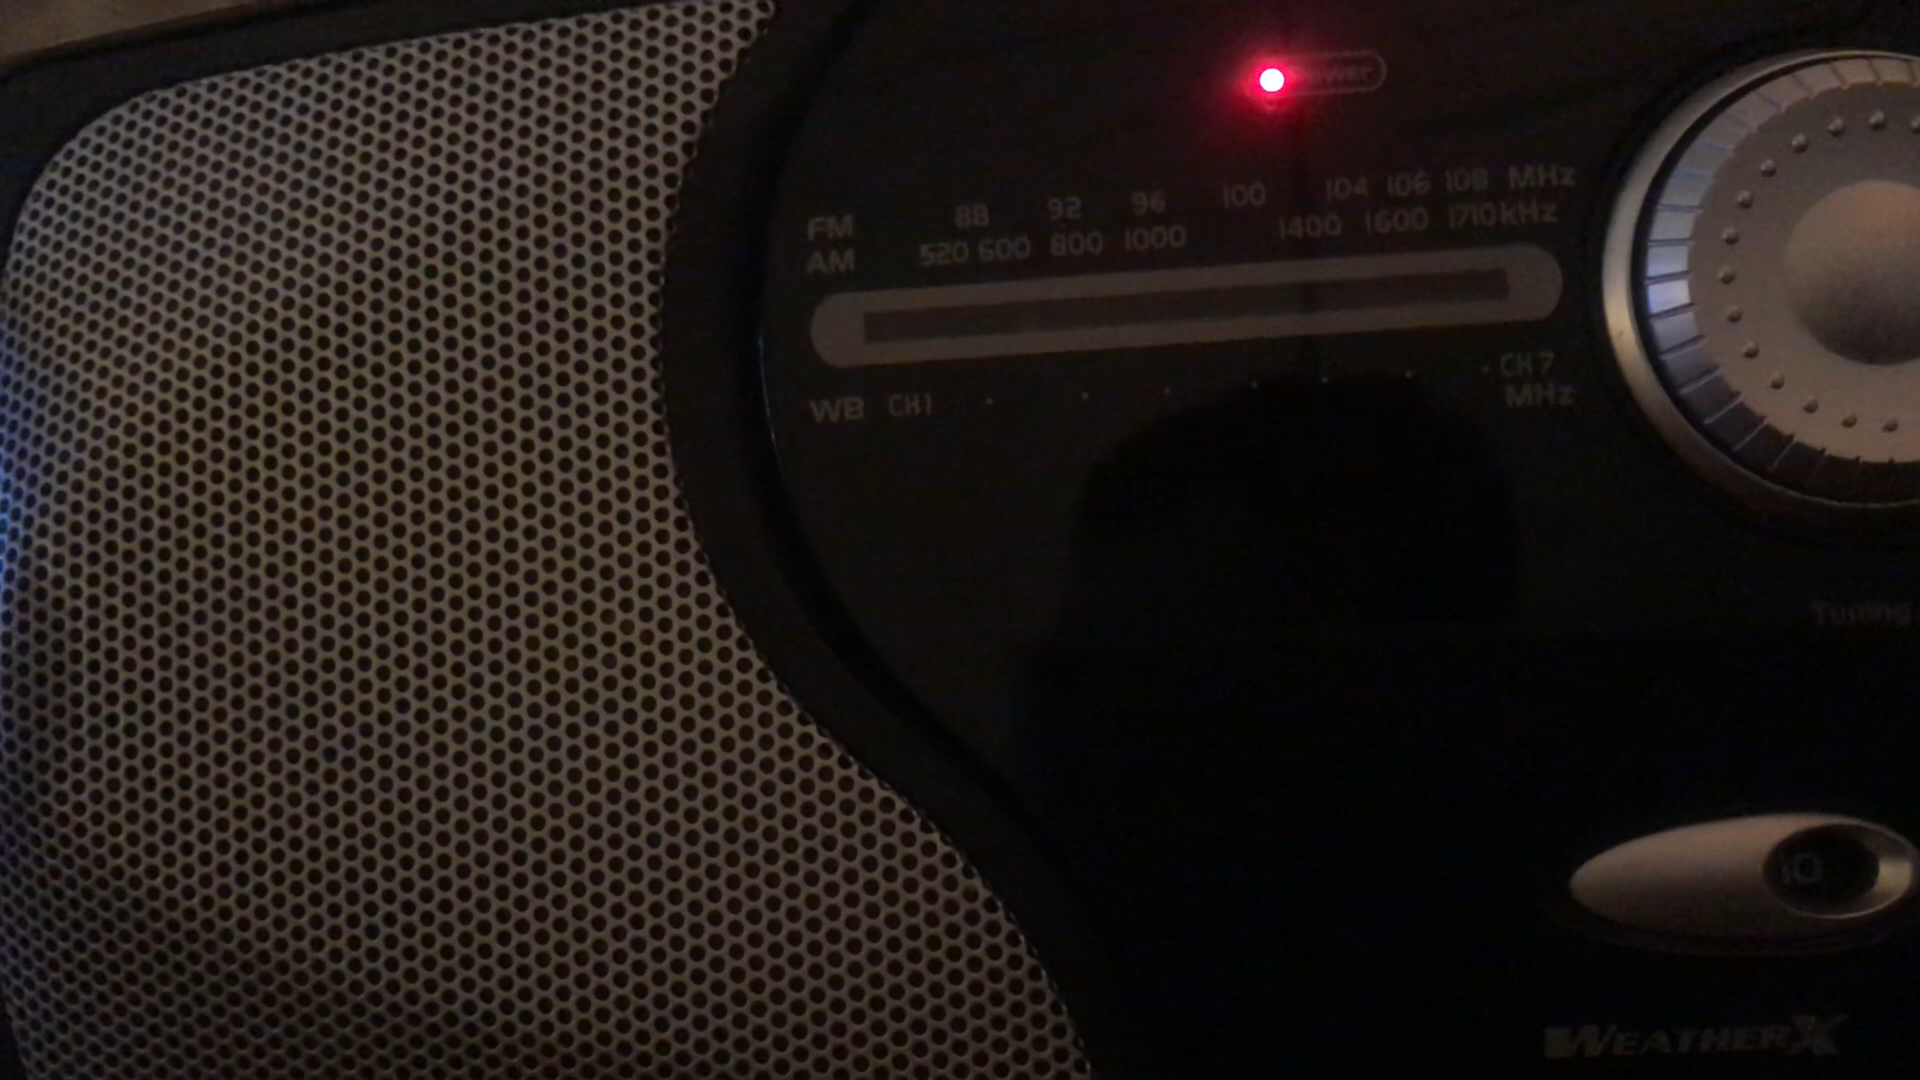 Power
FM 88 92 96 100 104 106 108 MHz
AM 520 600 800 1000 1400 1600 1710 kHz
WB CH1 CH7
MHz
Tuning
WEATHERX